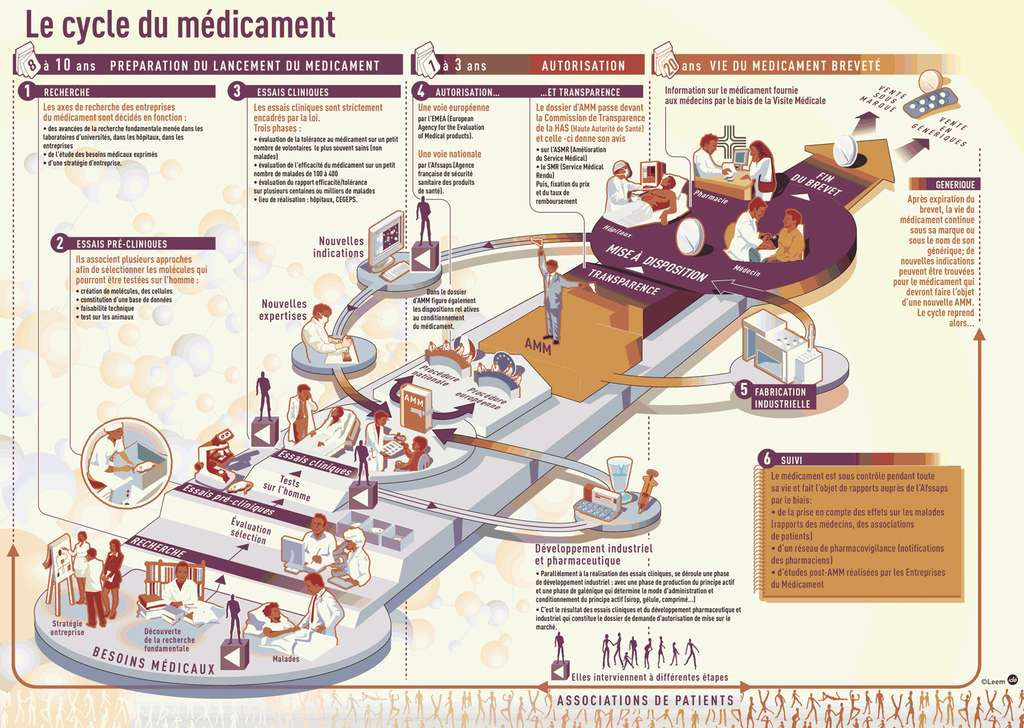 Le cycle du médicament
8 à 10 ans PREPARATION DU LANCEMENT DU MEDICAMENT
1 à 3 ans AUTORISATION
20 ans VIE DU MEDICAMENT BREVETÉ
1 RECHERCHE
Les axes de recherche des entreprises
du médicament sont décidés en fonction :
• des avancées de la recherche fondamentale menée dans les
laboratoires d'universités, dans les hôpitaux, dans les
entreprises
• de l'étude des besoins médicaux exprimés
• d'une stratégie d'entreprise.
2 ESSAIS PRÉ-CLINIQUES
Ils associent plusieurs approches
afin de sélectionner les molécules qui
pourront être testées sur l'homme :
• création de molécules, des cellules
• constitution d'une base de données
• faisabilité technique
• test sur les animaux
3 ESSAIS CLINIQUES
Les essais cliniques sont strictement
encadrés par la loi.
Trois phases :
• évaluation de la tolérance au médicament sur un petit
nombre de volontaires le plus souvent sains (non
malades)
• évaluation de l'efficacité du médicament sur un petit
nombre de malades de 100 à 400
• évaluation du rapport efficacité/tolérance
sur plusieurs centaines ou milliers de malades
• lieu de réalisation : hôpitaux, CEGEPS.
4 AUTORISATION...
Une voie européenne
par l'EMEA (European
Agency for the Evaluation
of Medical products).
Une voie nationale
par l'Afssaps (Agence
française de sécurité
sanitaire des produits
de santé).
...ET TRANSPARENCE
Le dossier d'AMM passe devant
la Commission de Transparence
de la HAS (Haute Autorité de Santé)
et celle -ci donne son avis
• sur l'ASMR (Amélioration
du Service Médical)
• le SMR (Service Médical
Rendu)
Puis, fixation du prix
et du taux de
remboursement
Information sur le médicament fournie
aux médecins par le biais de la Visite Médicale
VENTE SOUS MARQUE
VENTE EN GÉNÉRIQUES
FIN DU BREVET
Pharmacie
Hôpitaux
Médecin
MISE À DISPOSITION
TRANSPARENCE
GENERIQUE
Après expiration du
brevet, la vie du
médicament continue
sous sa marque ou
sous le nom de son
générique; de
nouvelles indications
peuvent être trouvées
pour le médicament qui
devront faire l'objet
d'une nouvelle AMM.
Le cycle reprend
alors...
Nouvelles
indications
Nouvelles
expertises
Dans le dossier
d'AMM figure également
les dispositions relatives
au conditionnement
du médicament.
AMM
Procédure nationale
Procédure européenne
AMM
5 FABRICATION
INDUSTRIELLE
Essais cliniques
Tests
sur l'homme
Essais pré-cliniques
Évaluation
sélection
RECHERCHE
Stratégie
entreprise
Découverte
de la recherche
fondamentale
Malades
BESOINS MÉDICAUX
6 SUIVI
Le médicament est sous contrôle pendant toute
sa vie et fait l'objet de rapports auprès de l'Afssaps
par le biais:
• de la prise en compte des effets sur les malades
(rapports des médecins, des associations
de patients)
• d'un réseau de pharmacovigilance (notifications
des pharmaciens)
• d'études post-AMM réalisées par les Entreprises
du Médicament
Développement industriel
et pharmaceutique
• Parallèlement à la réalisation des essais cliniques, se déroule une phase
de développement industriel : avec une phase de production du principe actif
et une phase de galénique qui détermine le mode d'administration et
conditionnement du principe actif (sirop, gélule, comprimé...)
• C'est le résultat des essais cliniques et du développement pharmaceutique et
industriel qui constitue le dossier de demande d'autorisation de mise sur le
marché.
Elles interviennent à différentes étapes
ASSOCIATIONS DE PATIENTS
©Leem